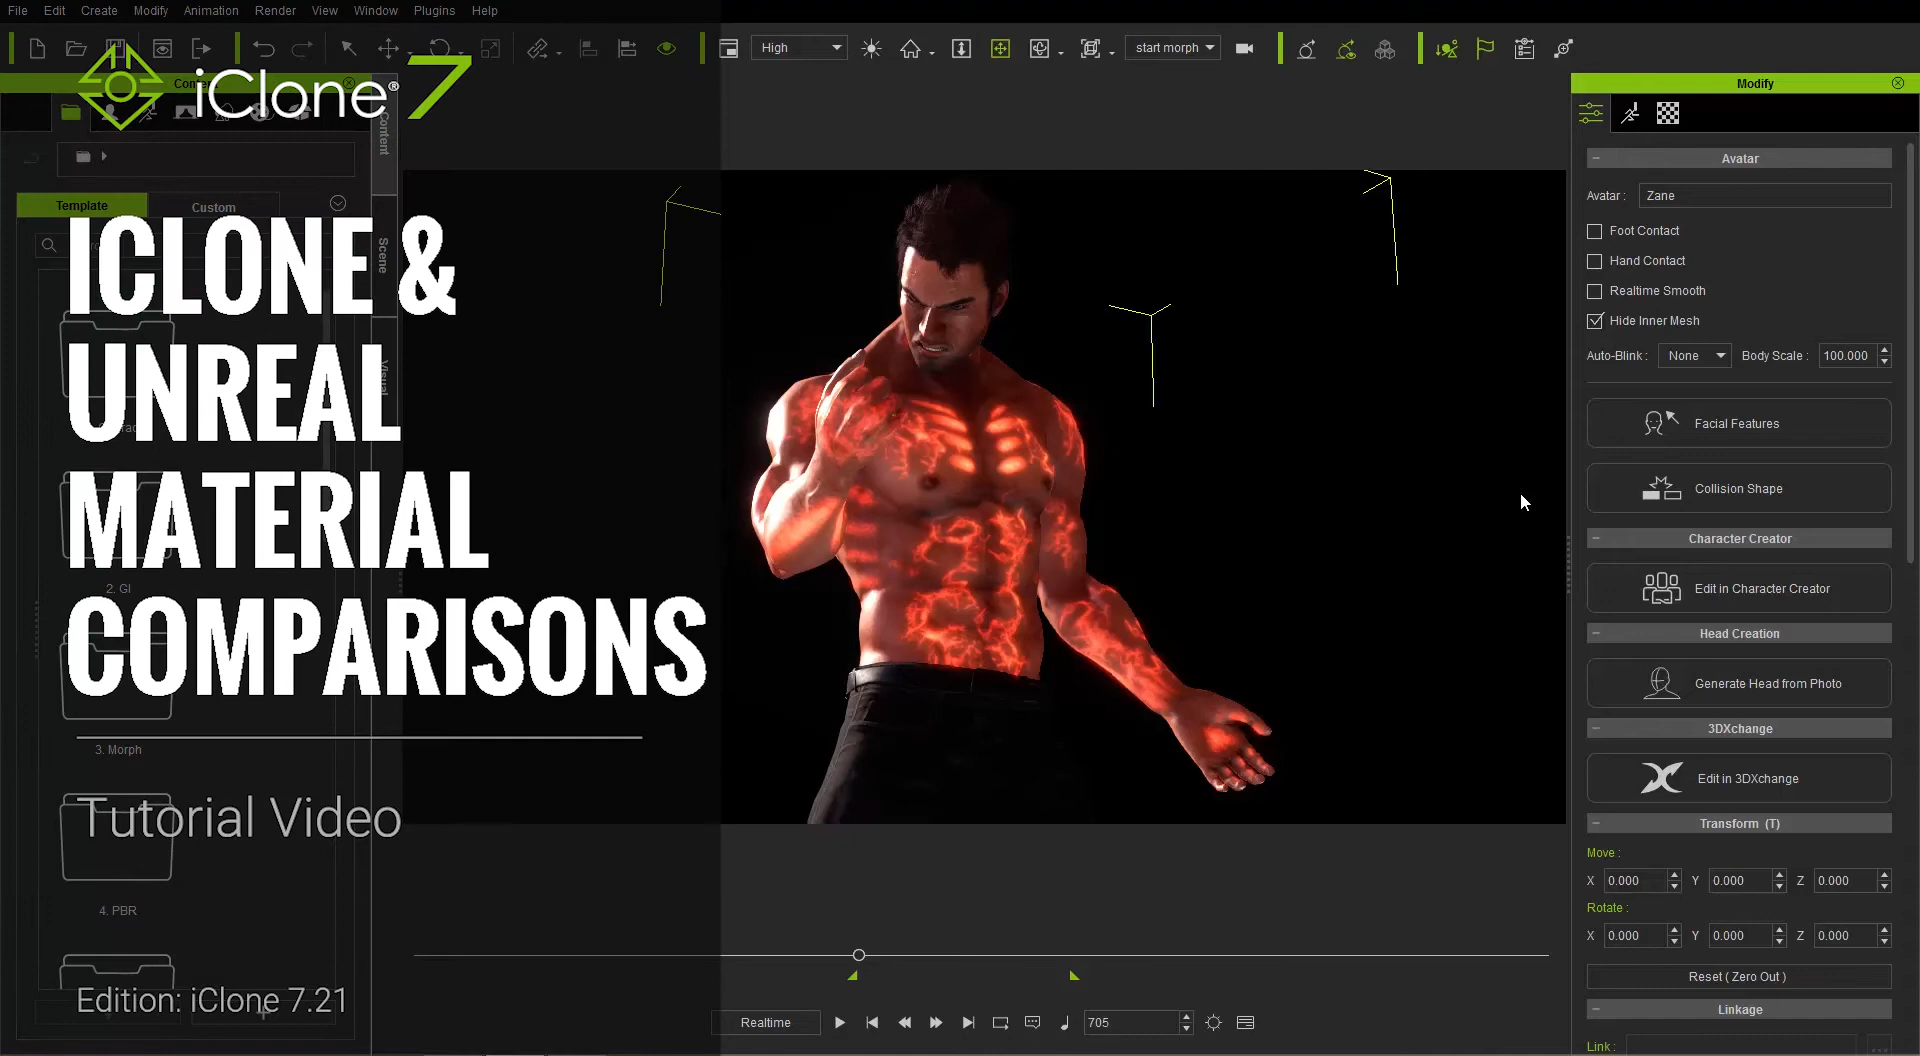 File Edit Create Modify Animation Render View Window Plugins Help
High
start morph
iClone® 7
Content
Modify
Template Custom
Scene
Visual
ICLONE &
UNREAL
MATERIAL
COMPARISONS
2. GI
3. Morph
Tutorial Video
4. PBR
Edition: iClone 7.21
Realtime
705
Avatar
Avatar : Zane
Foot Contact
Hand Contact
Realtime Smooth
Hide Inner Mesh
Auto-Blink : None Body Scale : 100.000
Facial Features
Collision Shape
Character Creator
Edit in Character Creator
Head Creation
Generate Head from Photo
3DXchange
Edit in 3DXchange
Transform (T)
Move :
X 0.000 Y 0.000 Z 0.000
Rotate :
X 0.000 Y 0.000 Z 0.000
Reset ( Zero Out )
Linkage
Link :